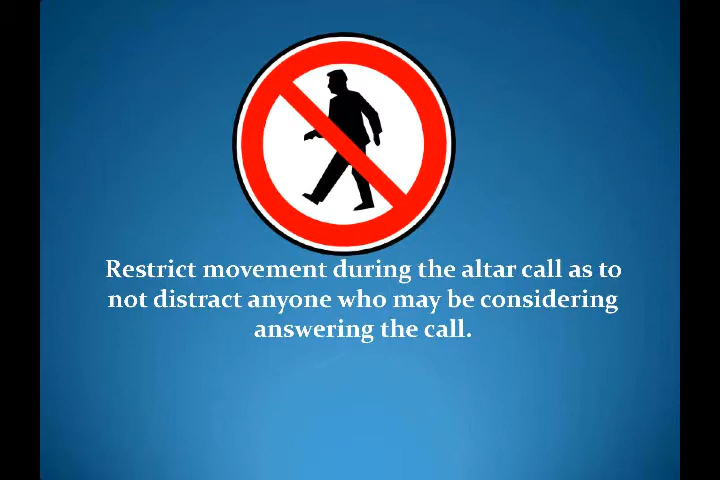 Restrict movement during the altar call as to
not distract anyone who may be considering
answering the call.